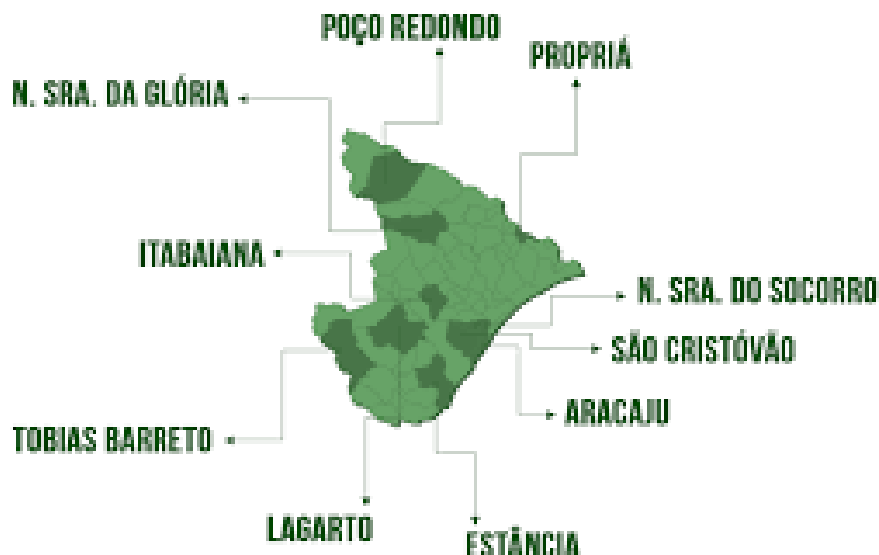 POÇO REDONDO
PROPRIÁ
N. SRA. DA GLÓRIA
ITABAIANA
N. SRA. DO SOCORRO
SÃO CRISTÓVÃO
ARACAJU
TOBIAS BARRETO
LAGARTO
ESTÂNCIA